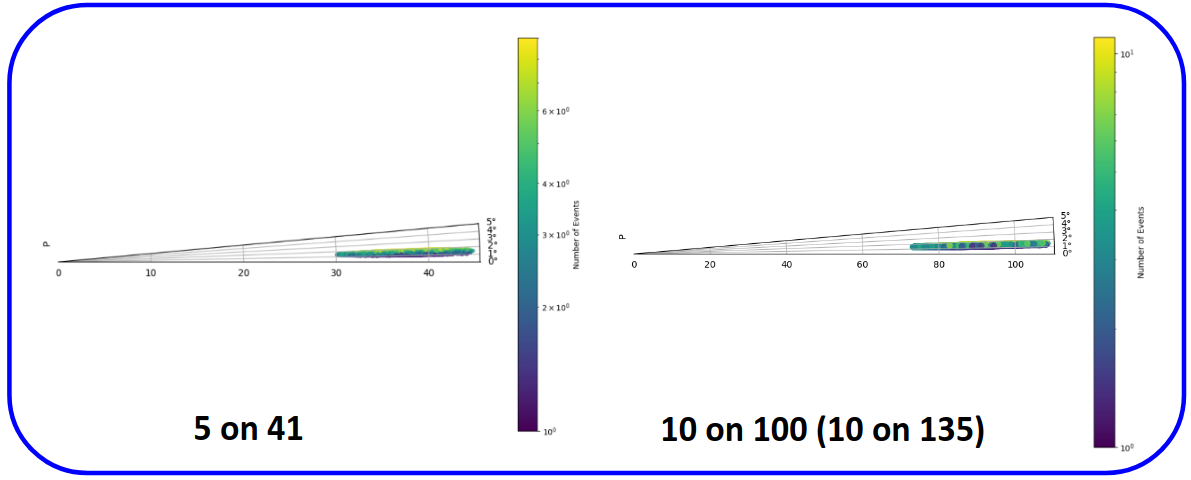 6 × 10⁰
4 × 10⁰
3 × 10⁰
2 × 10⁰
10⁰
Number of Events
P
0 10 20 30 40
5 on 41
10¹
10⁰
Number of Events
P
0 20 40 60 80 100
10 on 100 (10 on 135)